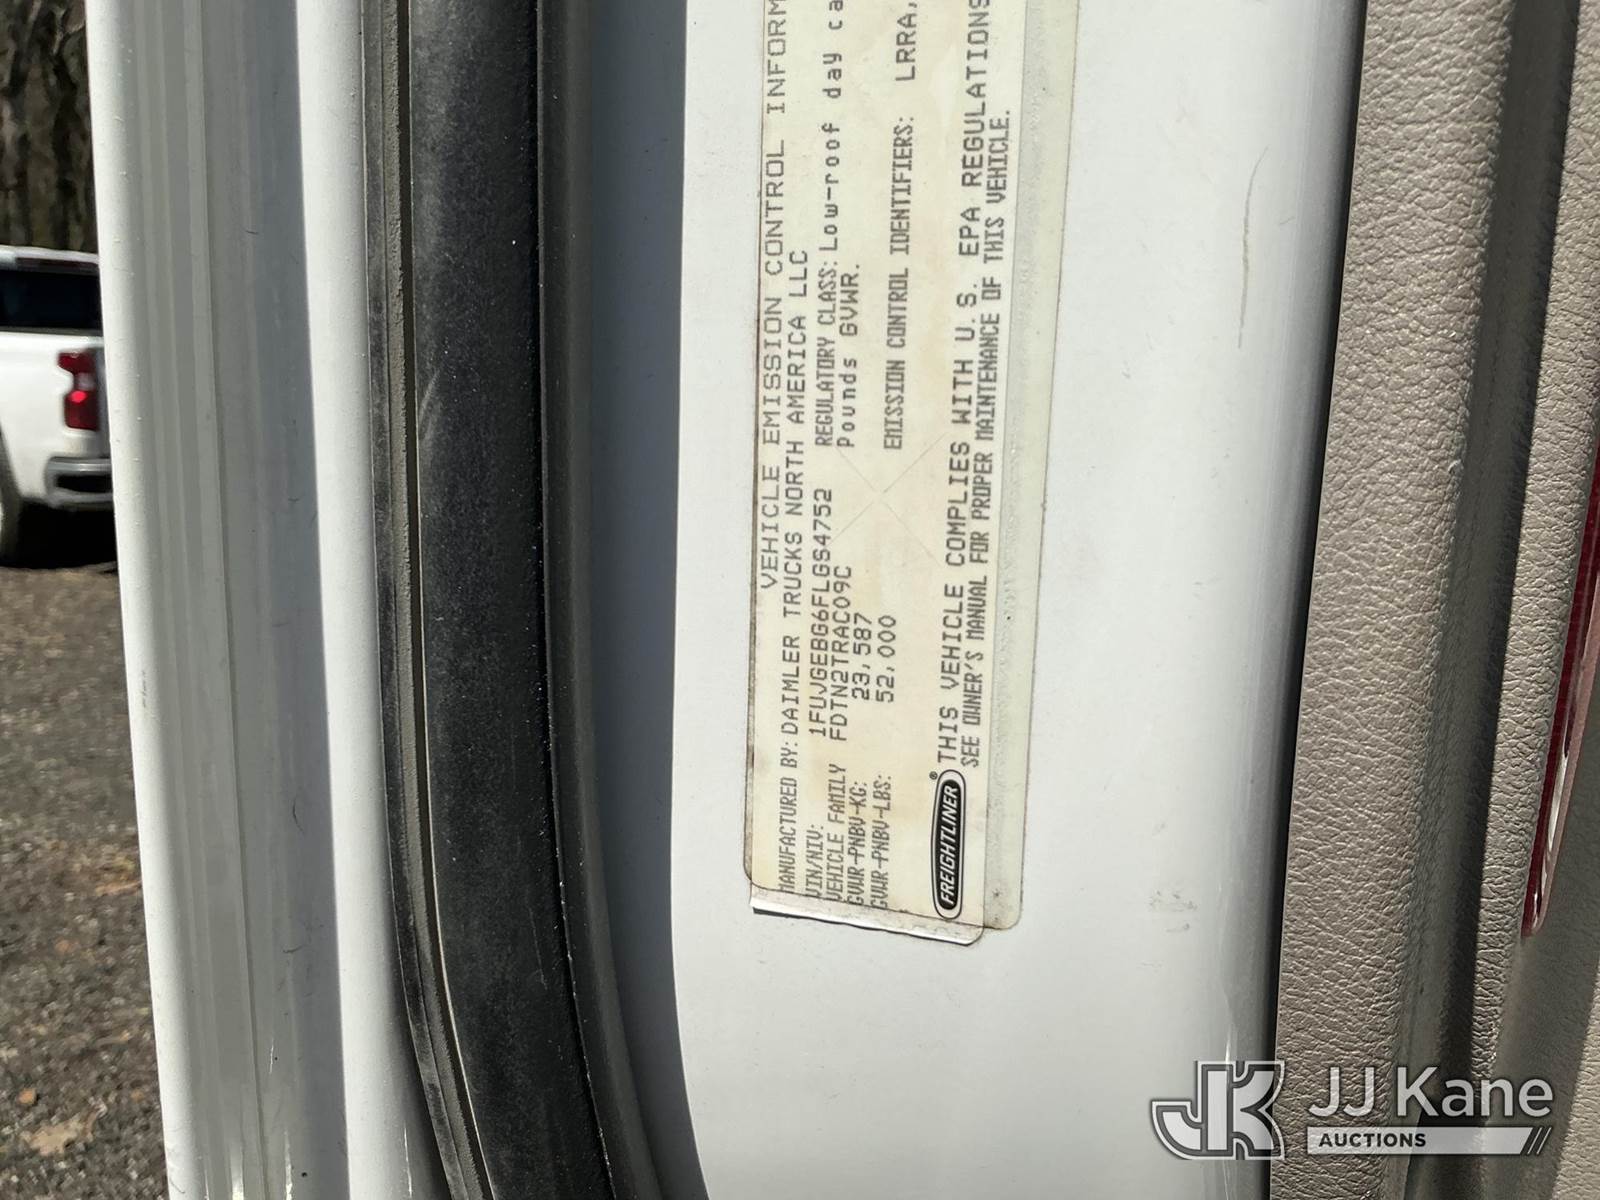 VEHICLE EMISSION CONTROL INFORM
MANUFACTURED BY: DAIMLER TRUCKS NORTH AMERICA LLC
VIN/NIV: 1FUJGEBG6FLGS4752 REGULATORY CLASS: Low-roof day ca
VEHICLE FAMILY FDTN2TRAC09C Pounds GVWR.
GVWR-PNBV-KG: 23,587
GVWR-PNBV-LBS: 52,000 EMISSION CONTROL IDENTIFIERS: LRRA,
FREIGHTLINER® THIS VEHICLE COMPLIES WITH U.S. EPA REGULATIONS
SEE OWNER'S MANUAL FOR PROPER MAINTENANCE OF THIS VEHICLE.
JK JJ Kane
AUCTIONS